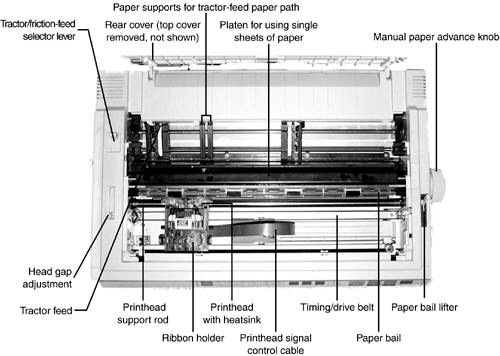 Paper supports for tractor-feed paper path
Tractor/friction-feed
selector lever
Rear cover (top cover
removed, not shown)
Platen for using single
sheets of paper
Manual paper advance knob
Head gap
adjustment
Tractor feed
Printhead
support rod
Ribbon holder
Printhead
with heatsink
Printhead signal
control cable
Timing/drive belt
Paper bail
Paper bail lifter